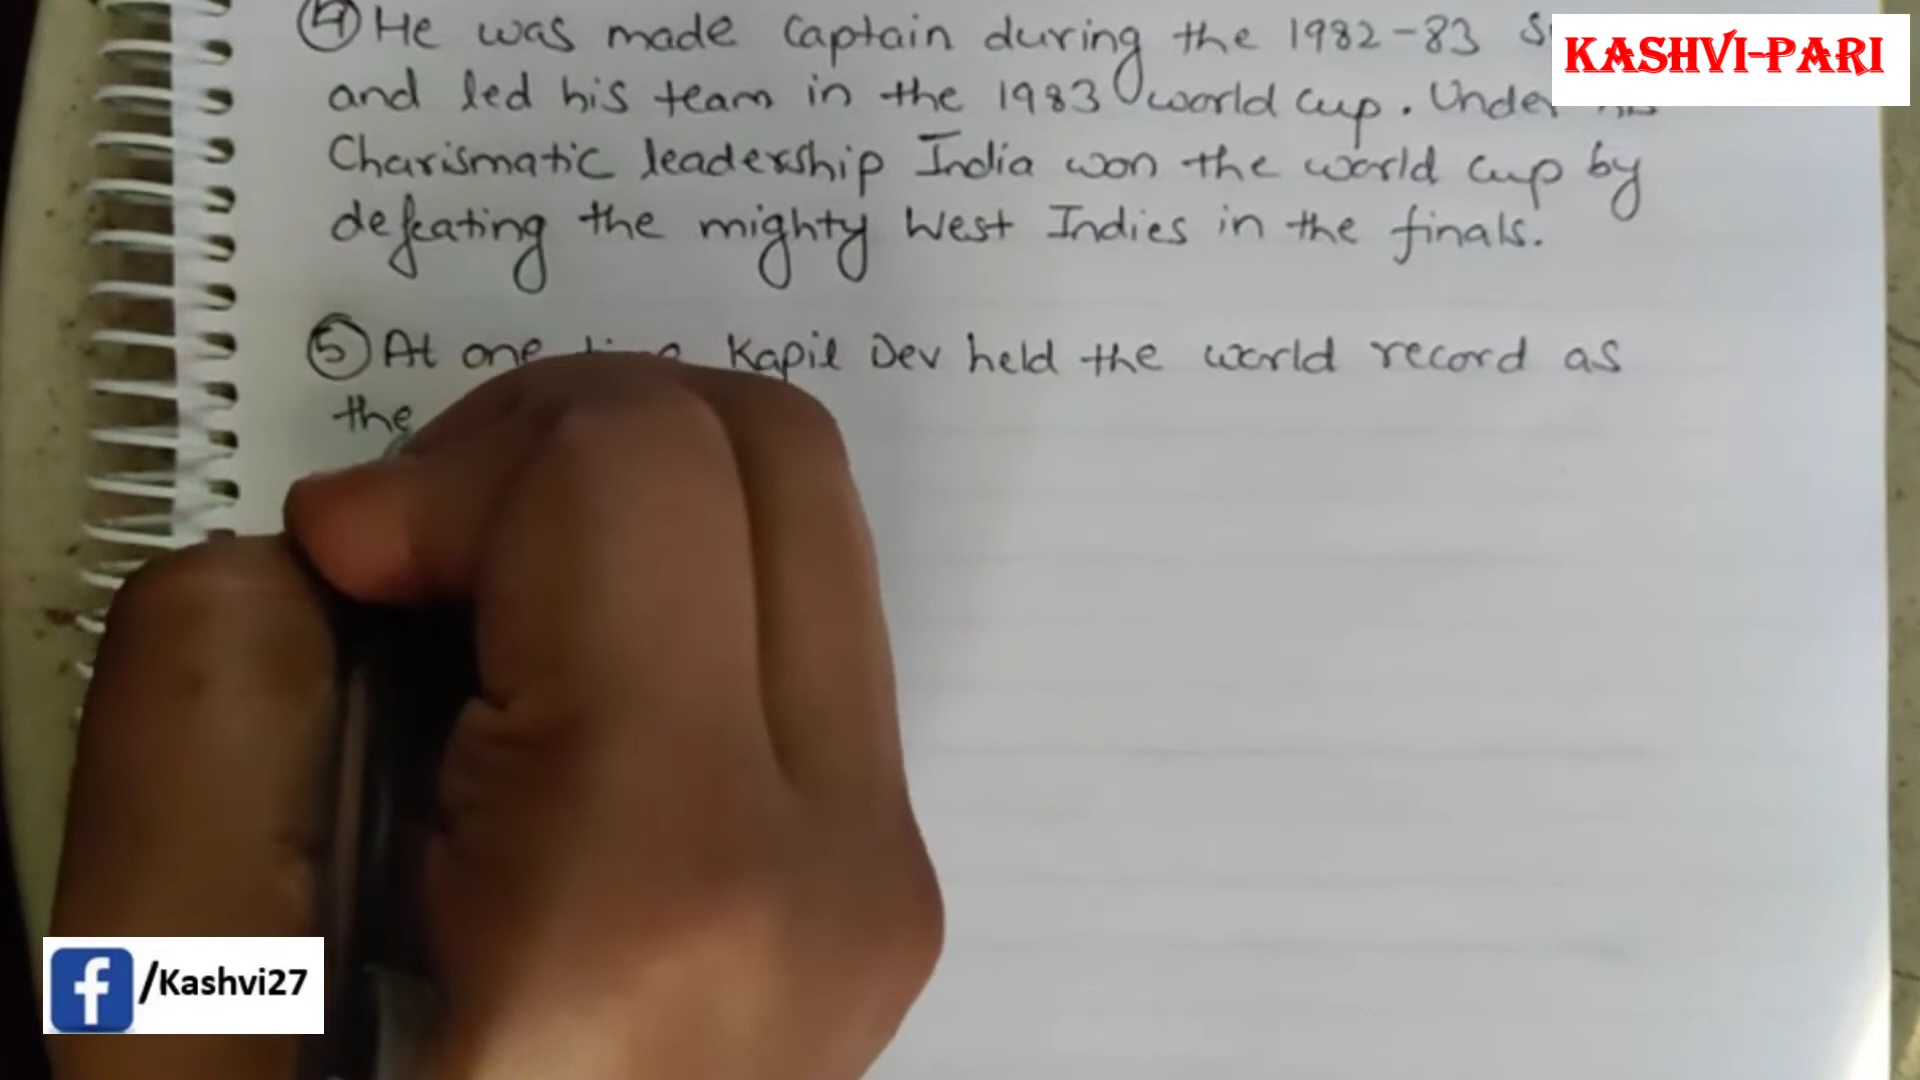 ④ He was made Captain during the 1982-83
KASHVI-PARI
and led his team in the 1983 world Cup. Under
Charismatic leadership India won the world Cup by
defeating the mighty West Indies in the finals.
⑤ At one time Kapil Dev held the world record as
the
/Kashvi27